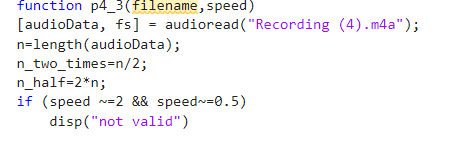 function p4_3(filename,speed)
[audioData, fs] = audioread("Recording (4).m4a");
n=length(audioData);
n_two_times=n/2;
n_half=2*n;
if (speed ~=2 && speed~=0.5)
    disp("not valid")